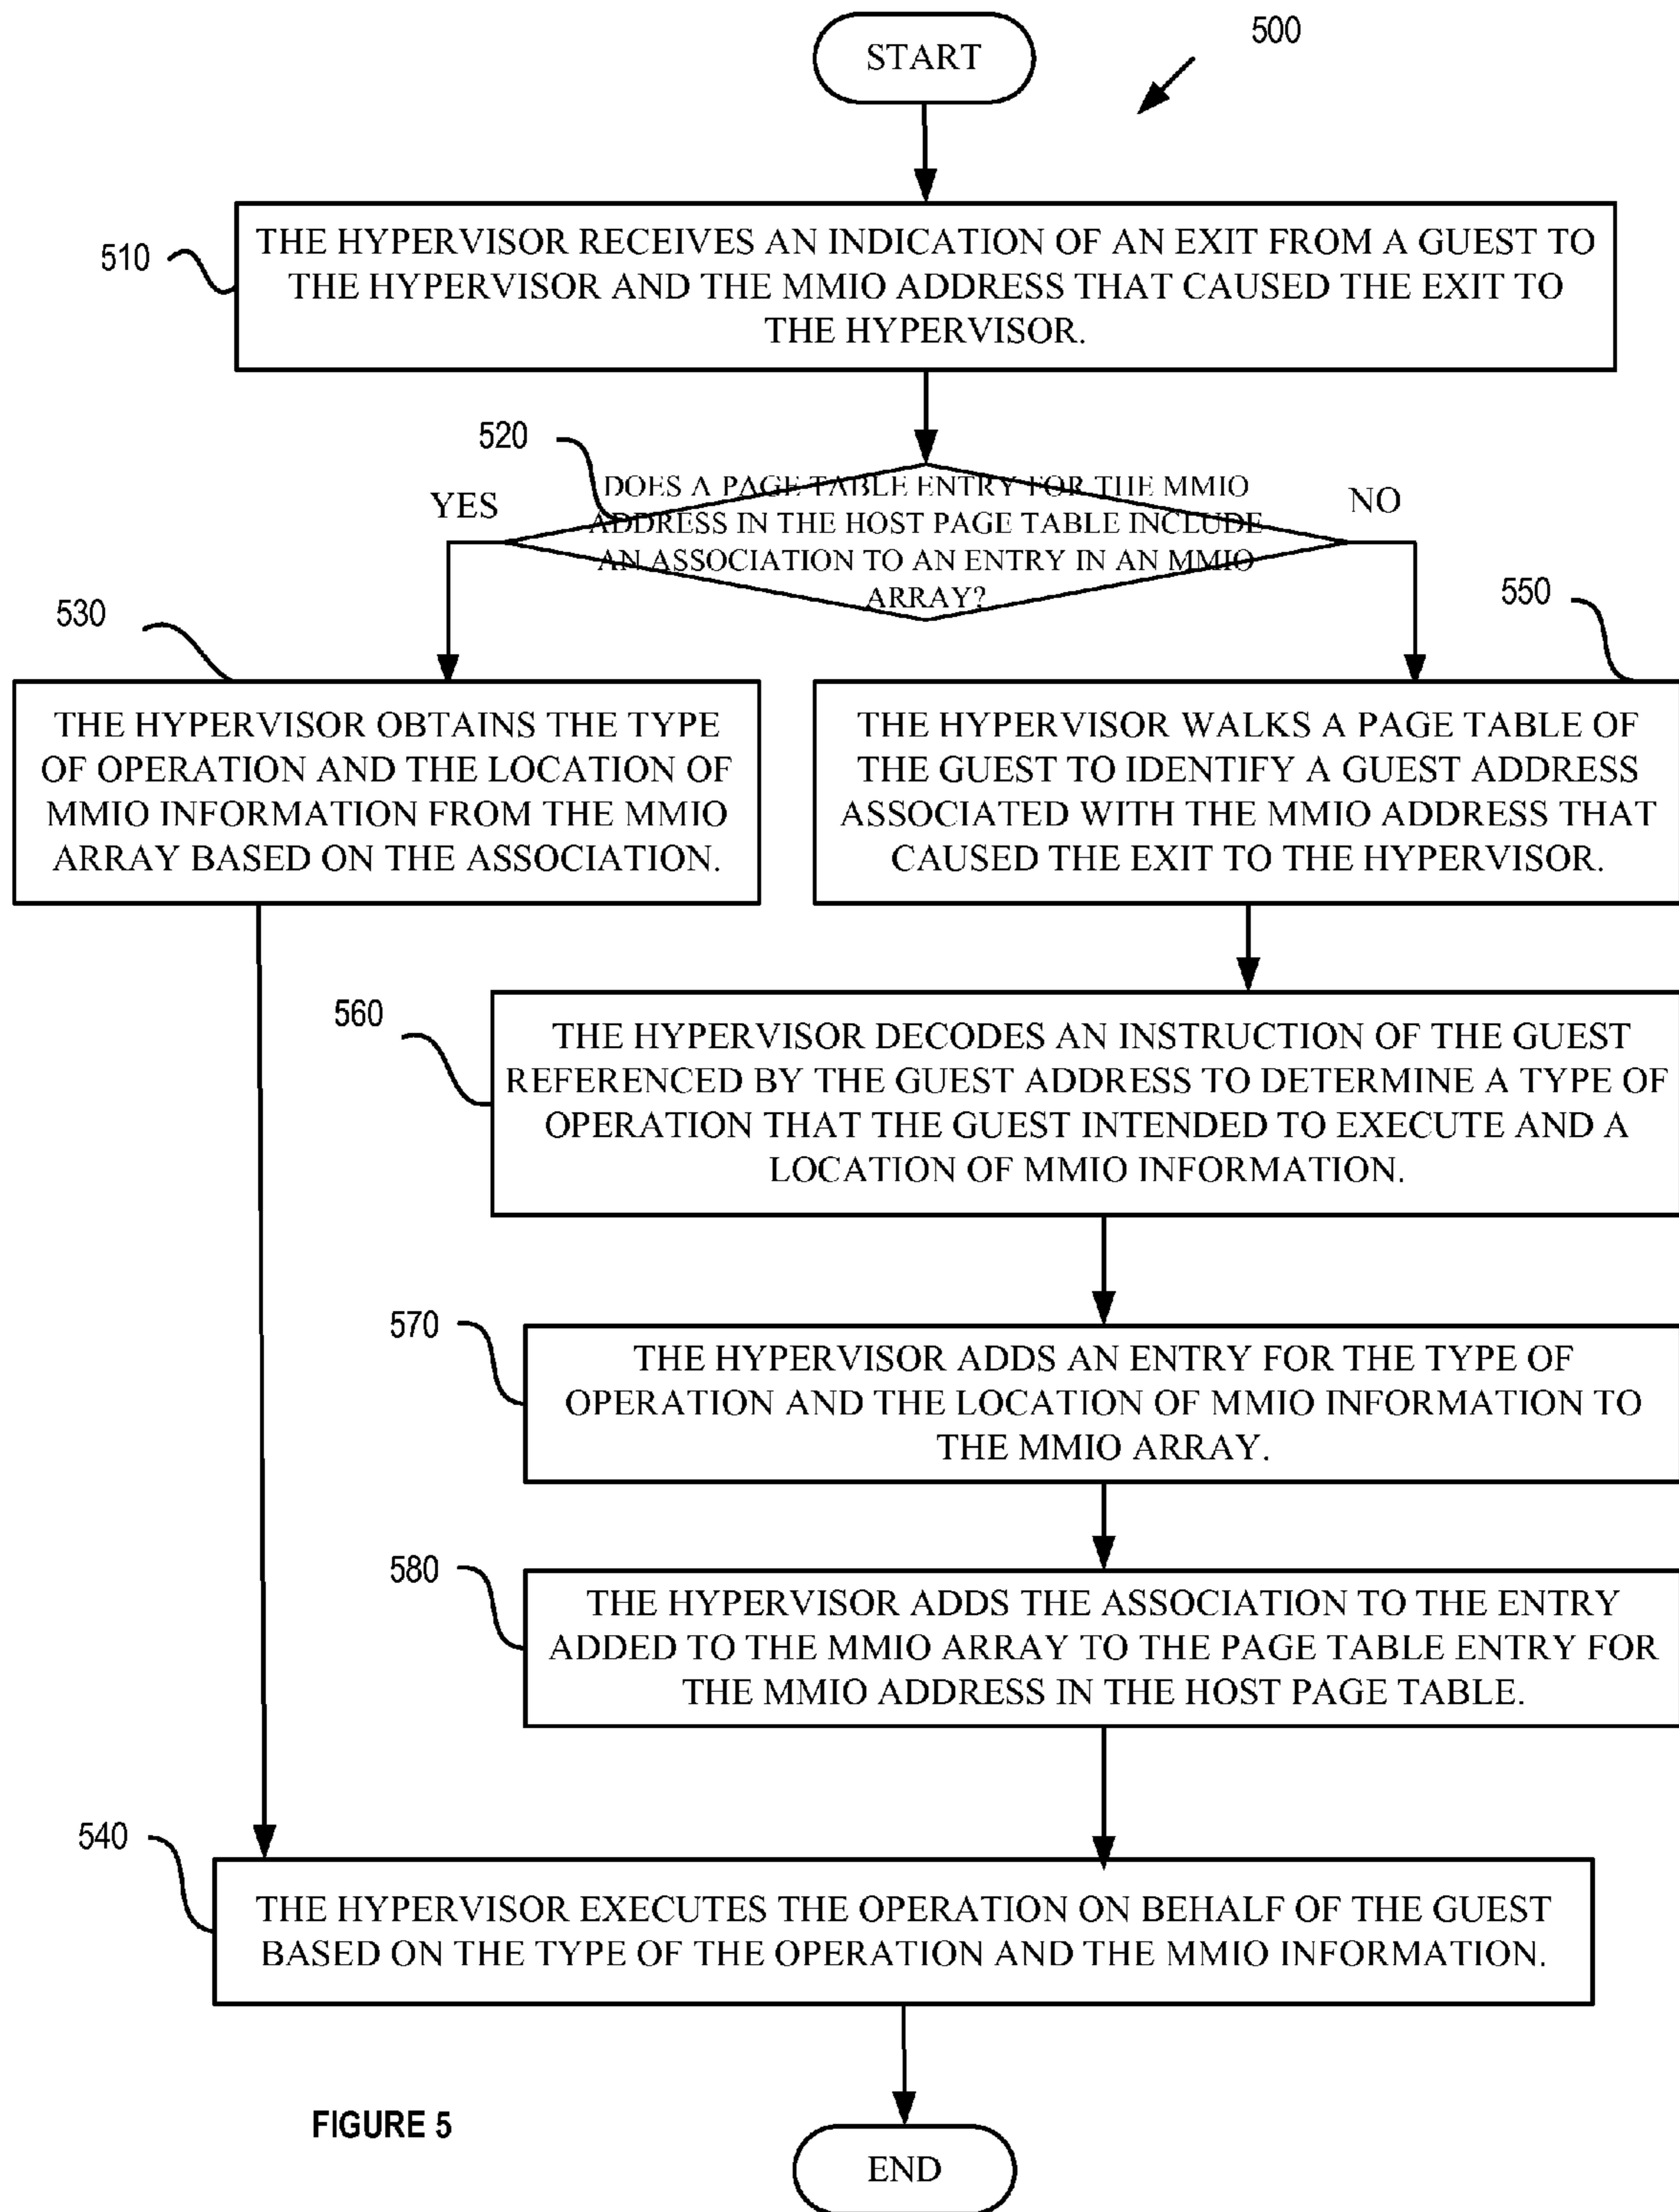 START
500
510
THE HYPERVISOR RECEIVES AN INDICATION OF AN EXIT FROM A GUEST TO
THE HYPERVISOR AND THE MMIO ADDRESS THAT CAUSED THE EXIT TO
THE HYPERVISOR.
520
YES
DOES A PAGE TABLE ENTRY FOR THE MMIO
ADDRESS IN THE HOST PAGE TABLE INCLUDE
AN ASSOCIATION TO AN ENTRY IN AN MMIO
ARRAY?
NO
530
THE HYPERVISOR OBTAINS THE TYPE
OF OPERATION AND THE LOCATION OF
MMIO INFORMATION FROM THE MMIO
ARRAY BASED ON THE ASSOCIATION.
550
THE HYPERVISOR WALKS A PAGE TABLE OF
THE GUEST TO IDENTIFY A GUEST ADDRESS
ASSOCIATED WITH THE MMIO ADDRESS THAT
CAUSED THE EXIT TO THE HYPERVISOR.
560
THE HYPERVISOR DECODES AN INSTRUCTION OF THE GUEST
REFERENCED BY THE GUEST ADDRESS TO DETERMINE A TYPE OF
OPERATION THAT THE GUEST INTENDED TO EXECUTE AND A
LOCATION OF MMIO INFORMATION.
570
THE HYPERVISOR ADDS AN ENTRY FOR THE TYPE OF
OPERATION AND THE LOCATION OF MMIO INFORMATION TO
THE MMIO ARRAY.
580
THE HYPERVISOR ADDS THE ASSOCIATION TO THE ENTRY
ADDED TO THE MMIO ARRAY TO THE PAGE TABLE ENTRY FOR
THE MMIO ADDRESS IN THE HOST PAGE TABLE.
540
THE HYPERVISOR EXECUTES THE OPERATION ON BEHALF OF THE GUEST
BASED ON THE TYPE OF THE OPERATION AND THE MMIO INFORMATION.
FIGURE 5
END